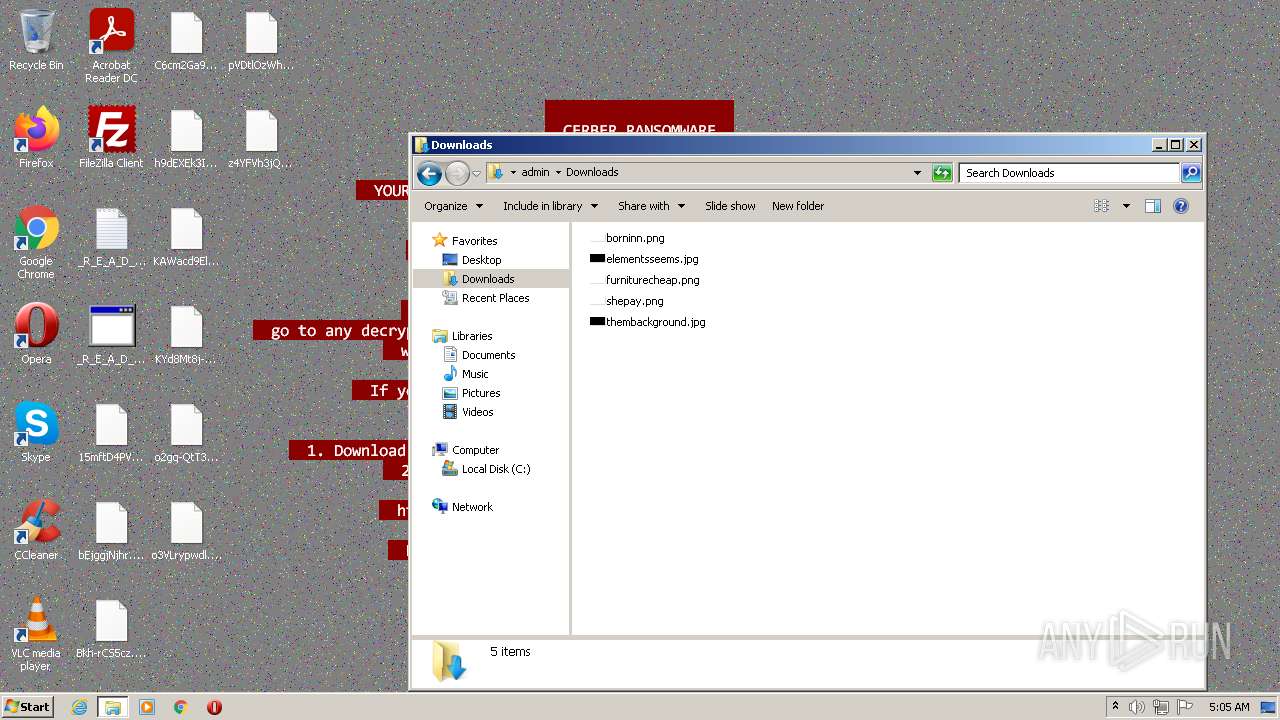 Recycle Bin
Acrobat
Reader DC
C6cm2Ga9...
pVDtlOzWh...
Firefox
FileZilla Client
h9dEXEk3I...
z4YFVh3jQ...
Google
Chrome
_R_E_A_D_...
KAWacd9El...
Opera
_R_E_A_D_...
KYd8Mt8j-...
Skype
15mftD4PV...
o2gq-QtT3...
CCleaner
bEjggjNjhr....
o3VLrypwdl....
VLC media
player
Bkh-rCS5cz....
CERBER RANSOMWARE
YOUR
go to any decryp
If yo
1. Download
2
Downloads
admin
Downloads
Search Downloads
Organize
Include in library
Share with
Slide show
New folder
Favorites
Desktop
Downloads
Recent Places
Libraries
Documents
Music
Pictures
Videos
Computer
Local Disk (C:)
Network
borninn.png
elementsseems.jpg
furniturecheap.png
shepay.png
thembackground.jpg
5 items
ANY RUN
Start
5:05 AM